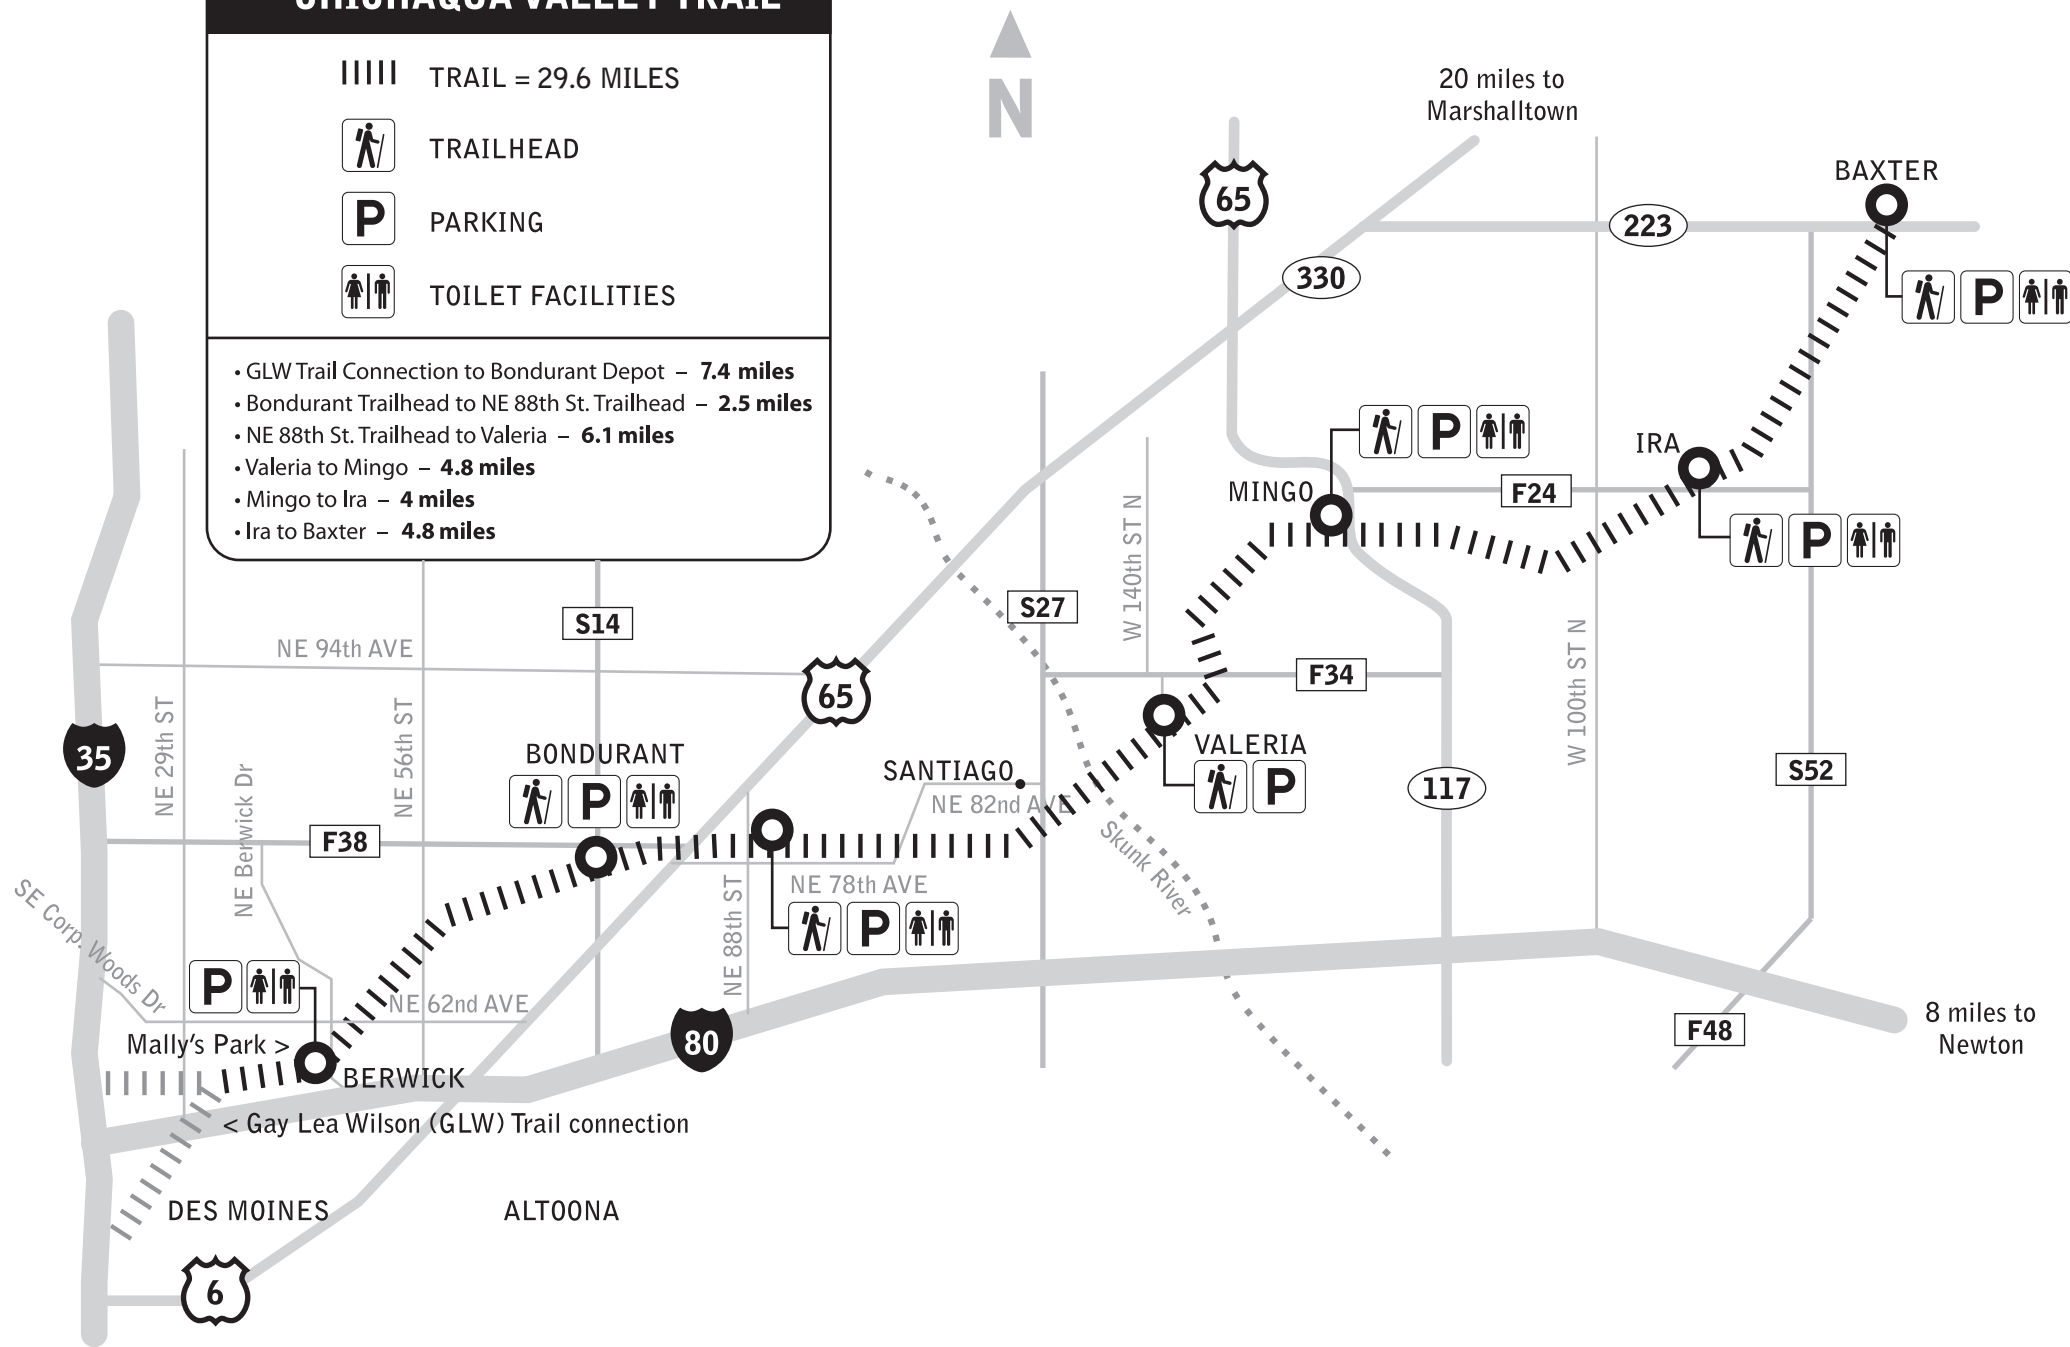 CHICHAQUA VALLEY TRAIL
TRAIL = 29.6 MILES
TRAILHEAD
P PARKING
TOILET FACILITIES
• GLW Trail Connection to Bondurant Depot – 7.4 miles
• Bondurant Trailhead to NE 88th St. Trailhead – 2.5 miles
• NE 88th St. Trailhead to Valeria – 6.1 miles
• Valeria to Mingo – 4.8 miles
• Mingo to Ira – 4 miles
• Ira to Baxter – 4.8 miles
N
20 miles to
Marshalltown
65
330
223
BAXTER
P
P
IRA
MINGO
F24
P
S27
W 140th ST N
W 100th ST N
F34
S14
NE 94th AVE
65
35
NE 29th ST
NE Berwick Dr
NE 56th ST
BONDURANT
P
SANTIAGO
NE 82nd AVE
VALERIA
P
117
S52
F38
Skunk River
NE 78th AVE
P
NE 88th ST
SE Corp. Woods Dr
P
NE 62nd AVE
Mally's Park >
BERWICK
80
F48
8 miles to
Newton
< Gay Lea Wilson (GLW) Trail connection
DES MOINES
ALTOONA
6